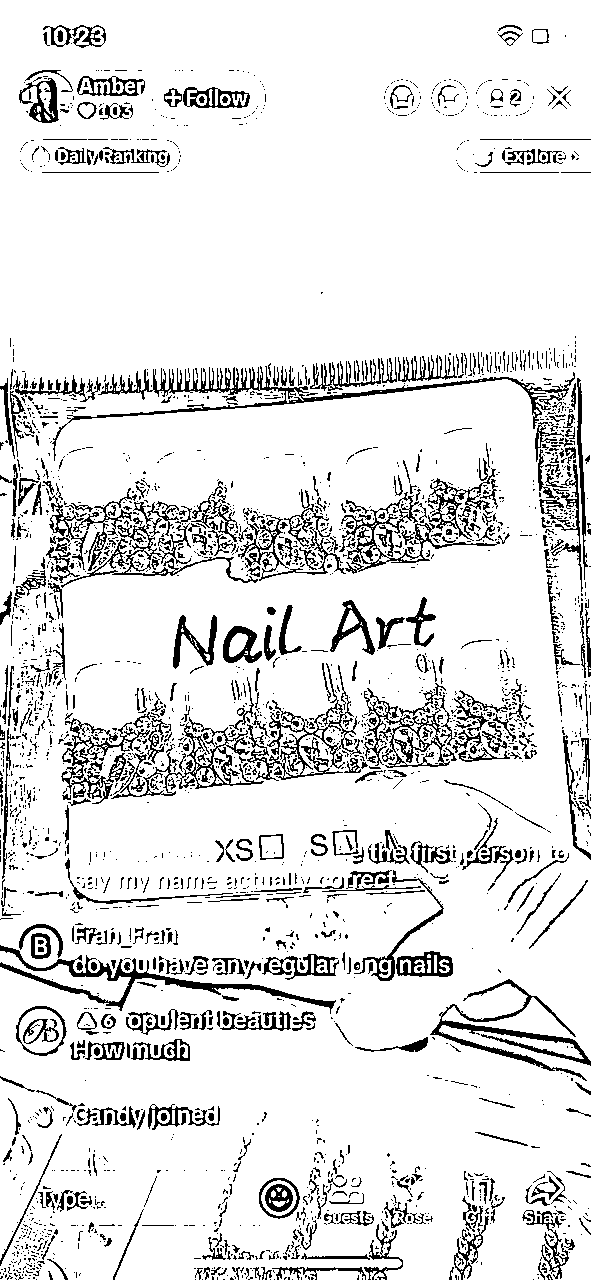 10:23
Amber
103
+ Follow
2
Daily Ranking
Explore
Nail Art
XS S
the first person to
say my name actually correct
Fran_Fran
do you have any regular long nails
6 opulent beauties
How much
Candy joined
Type...
Guests Rose Gift Share